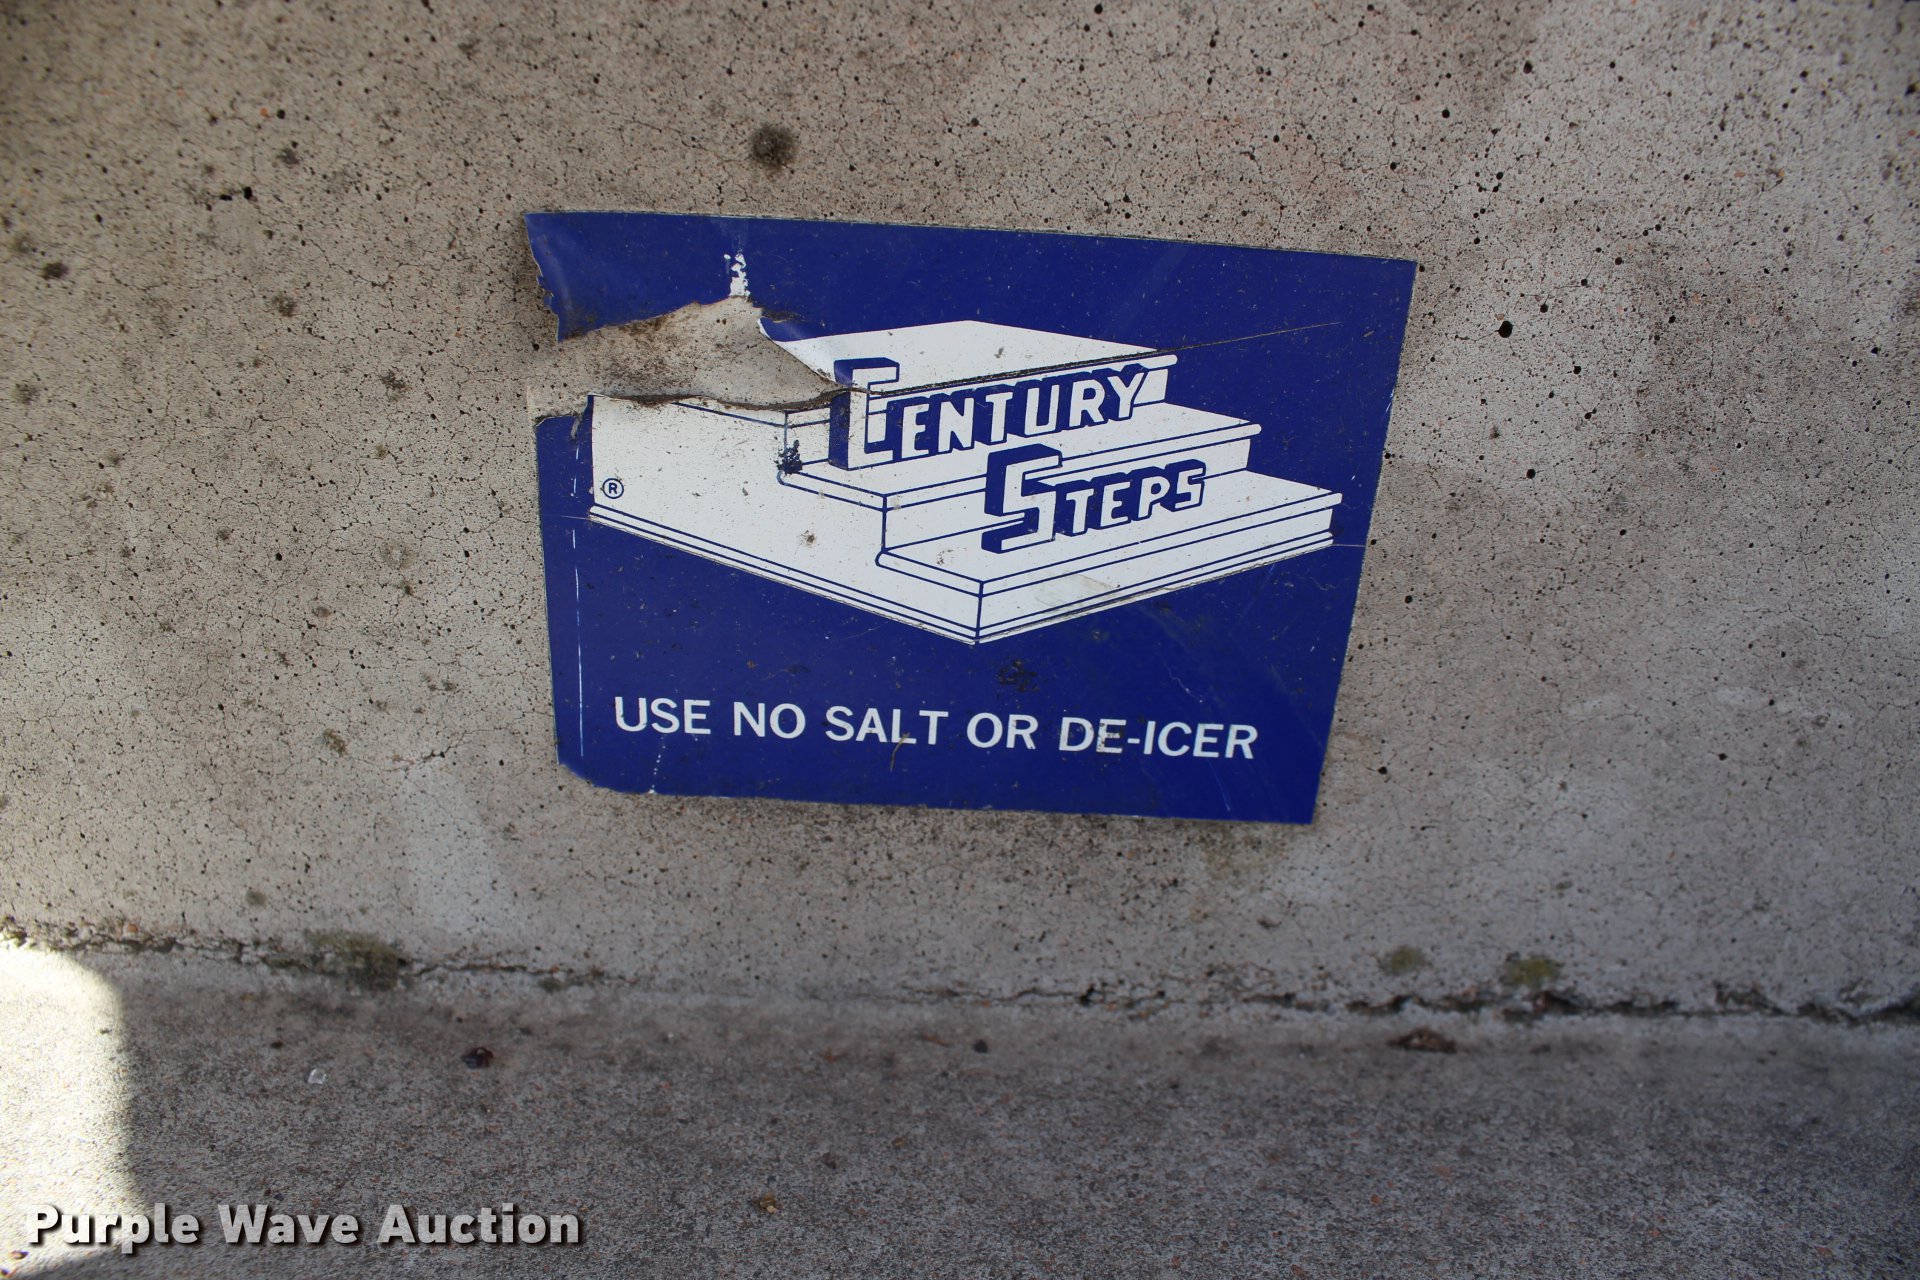 CENTURY
STEPS
®
USE NO SALT OR DE-ICER
Purple Wave Auction